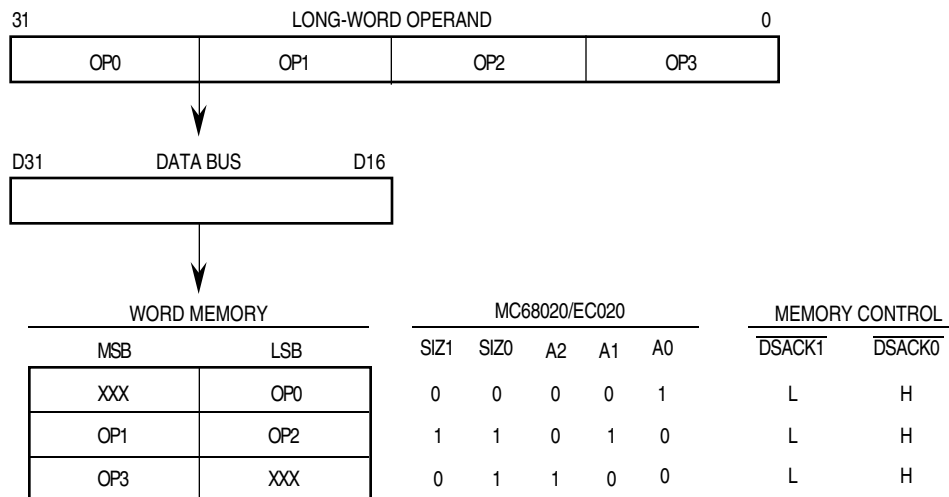 31 LONG-WORD OPERAND 0
OP0 OP1 OP2 OP3
D31 DATA BUS D16
WORD MEMORY MC68020/EC020 MEMORY CONTROL
MSB LSB SIZ1 SIZ0 A2 A1 A0 DSACK1 DSACK0
XXX OP0 0 0 0 0 1 L H
OP1 OP2 1 1 0 1 0 L H
OP3 XXX 0 1 1 0 0 L H